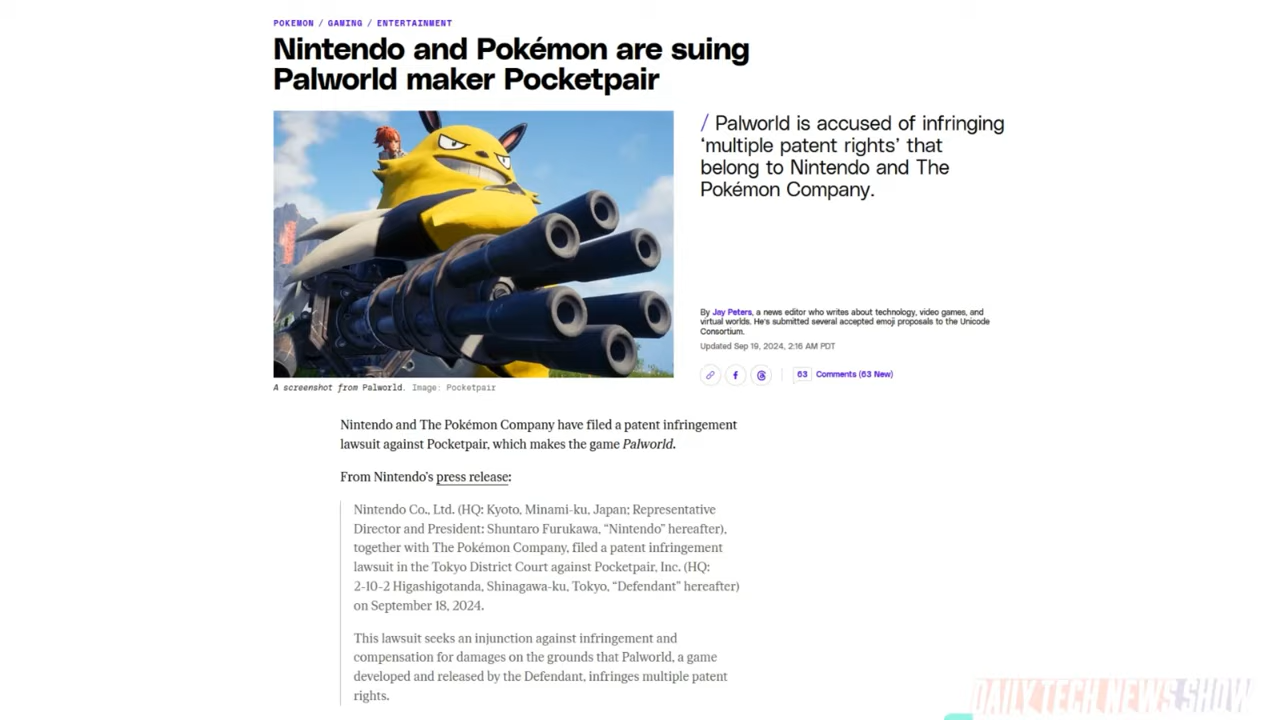 POKEMON / GAMING / ENTERTAINMENT
Nintendo and Pokémon are suing
Palworld maker Pocketpair
/ Palworld is accused of infringing
‘multiple patent rights’ that
belong to Nintendo and The
Pokémon Company.
By Jay Peters, a news editor who writes about technology, video games, and
virtual worlds. He's submitted several accepted emoji proposals to the Unicode
Consortium.
Updated Sep 19, 2024, 2:16 AM PDT
63 Comments (63 New)
A screenshot from Palworld. Image: Pocketpair
Nintendo and The Pokémon Company have filed a patent infringement
lawsuit against Pocketpair, which makes the game Palworld.
From Nintendo’s press release:
Nintendo Co., Ltd. (HQ: Kyoto, Minami-ku, Japan; Representative
Director and President: Shuntaro Furukawa, “Nintendo” hereafter),
together with The Pokémon Company, filed a patent infringement
lawsuit in the Tokyo District Court against Pocketpair, Inc. (HQ:
2-10-2 Higashigotanda, Shinagawa-ku, Tokyo, “Defendant” hereafter)
on September 18, 2024.
This lawsuit seeks an injunction against infringement and
compensation for damages on the grounds that Palworld, a game
developed and released by the Defendant, infringes multiple patent
rights.
DAILY TECH NEWS SHOW